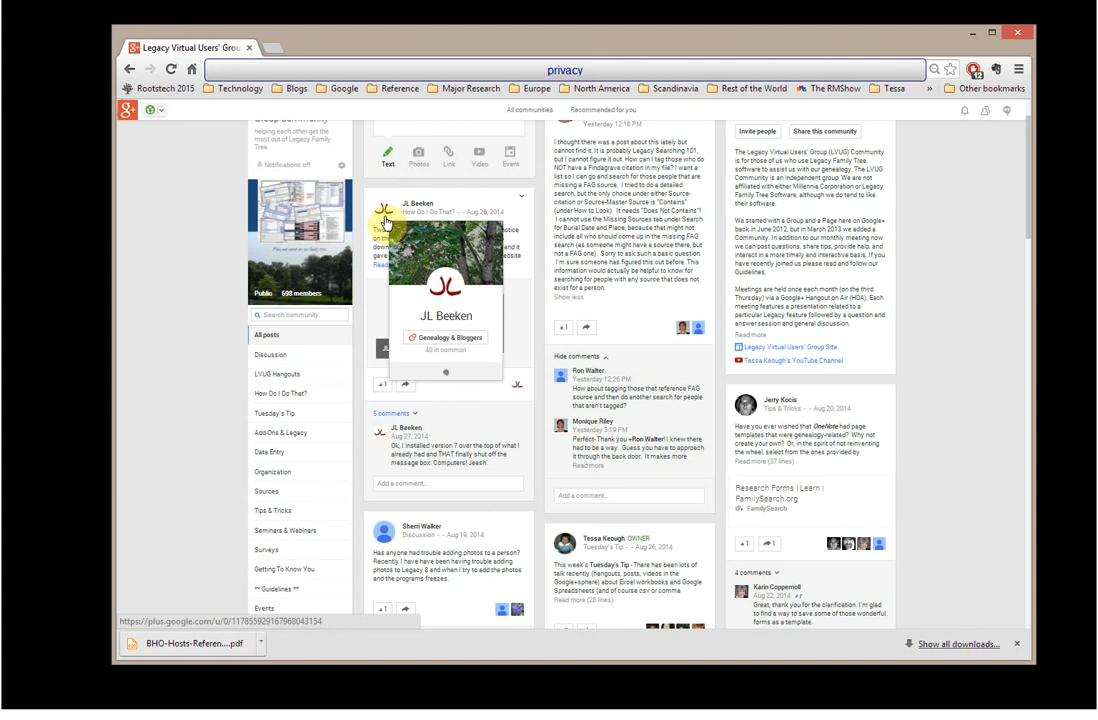 Legacy Virtual Users' Grou
privacy
Rootstech 2015
Technology
Blogs
Google
Reference
Major Research
Europe
North America
Scandinavia
Rest of the World
The RMShow
Tessa
»
Other bookmarks
12
g+
All communities
Recommended for you
Group Community
helping each other get the
most out of Legacy Family
Tree
Notifications off
Public 698 members
Search community
All posts
Discussion
LVUG Hangouts
How Do I Do That?
Tuesday's Tip
Add-Ons & Legacy
Data Entry
Organization
Sources
Tips & Tricks
Seminars & Webinars
Surveys
Getting To Know You
** Guidelines **
Events
Text
Photos
Link
Video
Event
JL Beeken
How Do I Do That? - - Aug 26, 2014
JL Beeken
Genealogy & Bloggers
40 in common
+1
5 comments
JL Beeken
Aug 27, 2014
Ok, I installed version 7 over the top of what I
already had and THAT finally shut off the
message box. Computers! Jeesh.
Add a comment...
Sherri Walker
Discussion - - Aug 19, 2014
Has anyone had trouble adding photos to a person?
Recently I have have been having trouble adding
photos to Legacy 8 and when I try to add the photos
and the programs freezes.
+1
Yesterday 12:18 PM
I thought there was a post about this lately but
cannot find it. It is probably Legacy Searching 101,
but I cannot figure it out. How can I tag those who do
NOT have a Findagrave citation in my file? I want a
list so I can go and search for those people that are
missing a FAG source. I tried to do a detailed
search, but the only choice under either Source-
citation or Source-Master Source is "Contains"
(under How to Look). It needs "Does Not Contains"!
I cannot use the Missing Sources tab under Search
for Burial Date and Place, because that might not
include all who should come up in the missing FAG
search (as someone might have a source there, but
not a FAG one). Sorry to ask such a basic question.
I'm sure someone has figured this out before. This
information would actually be helpful to know for
searching for people with any source that does not
exist for a person.
Show less
+1
Hide comments
Ron Walter
Yesterday 12:26 PM
How about tagging those that reference FAG
source and then do another search for people
that aren't tagged?
Monique Riley
Yesterday 3:19 PM
Perfect-Thank you +Ron Walter! I knew there
had to be a way. Guess you have to approach
it through the back door. It makes more
Read more
Add a comment...
Tessa Keough OWNER
Tuesday's Tip - - Aug 26, 2014
This week's Tuesday's Tip - There has been lots
of talk recently (hangouts, posts, videos in the
Google+sphere) about Excel workbooks and Google
Spreadsheets (and of course csv or comma
Read more (28 lines)
Invite people
Share this community
The Legacy Virtual Users' Group (LVUG) Community
is for those of us who use Legacy Family Tree
software to assist us with our genealogy. The LVUG
Community is an independent group. We are not
affiliated with either Millennia Corporation or Legacy
Family Tree Software, although we do tend to like
their software.
We started with a Group and a Page here on Google+
back in June 2012, but in March 2013 we added a
Community. In addition to our monthly meeting now
we can post questions, share tips, provide help, and
interact in a more timely and interactive basis. If you
have recently joined us please read and follow our
Guidelines.
Meetings are held once each month (on the third
Thursday) via a Google+ Hangout on Air (HOA). Each
meeting features a presentation related to a
particular Legacy feature followed by a question and
answer session and general discussion.
Read more
Legacy Virtual Users' Group Site
Tessa Keough's YouTube Channel
Jerry Kocis
Tips & Tricks - - Aug 20, 2014
Have you ever wished that OneNote had page
templates that were genealogy-related? Why not
create your own? Or, in the spirit of not reinventing
the wheel, select from the ones provided by
Read more (37 lines)
Research Forms | Learn |
FamilySearch.org
FamilySearch
+1
1
4 comments
Karin Coppernoll
Aug 22, 2014
Great, thank you for the clarification. I'm glad
to find a way to save some of those wonderful
forms as a template.
https://plus.google.com/u/0/117855929167968043154
BHO-Hosts-Referen....pdf
Show all downloads...